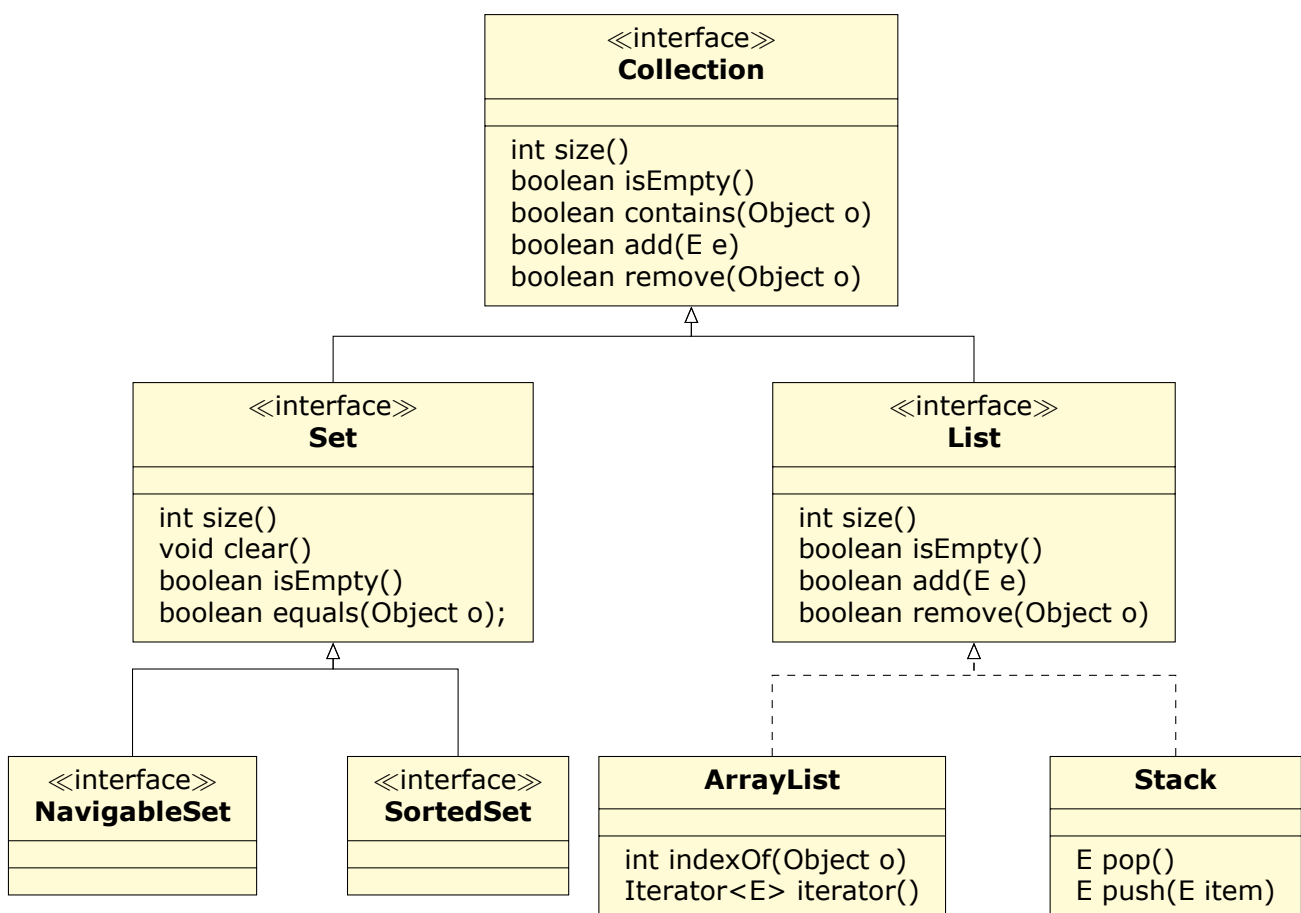 ≪interface≫
Collection
int size()
boolean isEmpty()
boolean contains(Object o)
boolean add(E e)
boolean remove(Object o)
≪interface≫
Set
int size()
void clear()
boolean isEmpty()
boolean equals(Object o);
≪interface≫
List
int size()
boolean isEmpty()
boolean add(E e)
boolean remove(Object o)
≪interface≫
NavigableSet
≪interface≫
SortedSet
ArrayList
int indexOf(Object o)
Iterator<E> iterator()
Stack
E pop()
E push(E item)